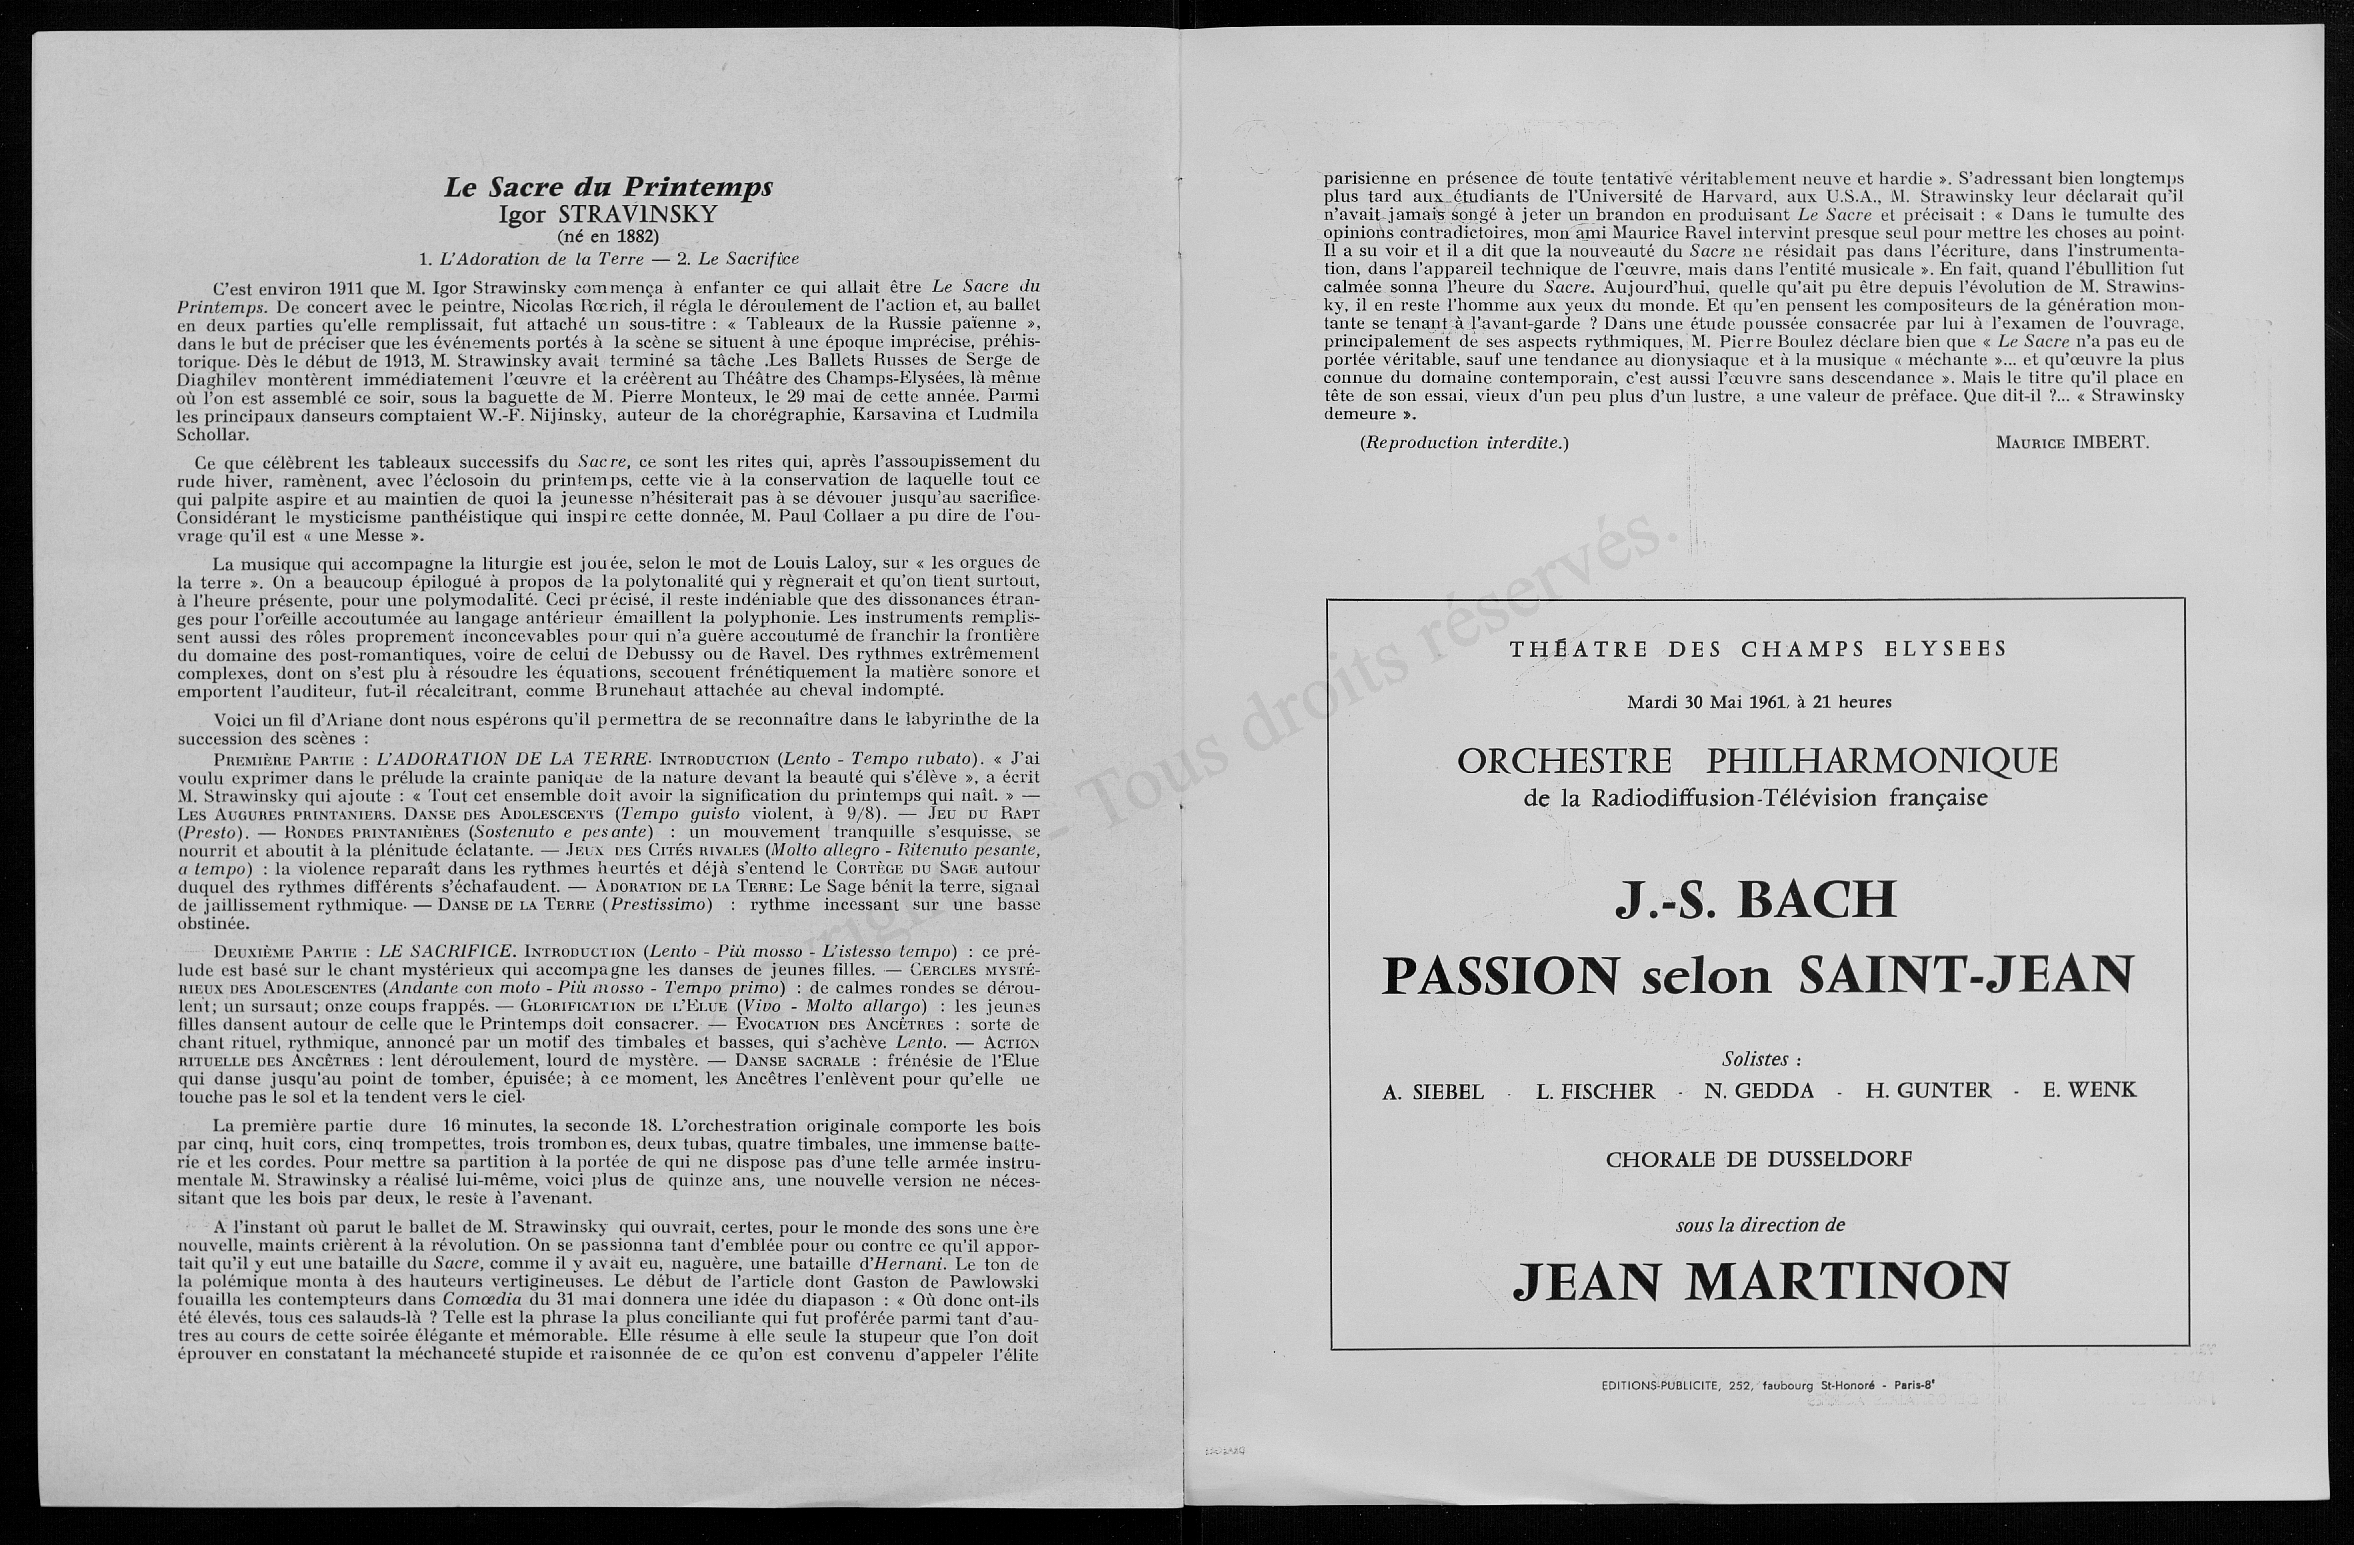 Le Sacre du Printemps
Igor STRAVINSKY
(né en 1882)
1. L'Adoration de la Terre — 2. Le Sacrifice
C'est environ 1911 que M. Igor Strawinsky commença à enfanter ce qui allait être Le Sacre du
Printemps. De concert avec le peintre, Nicolas Rœrich, il régla le déroulement de l'action et, au ballet
en deux parties qu'elle remplissait, fut attaché un sous-titre : « Tableaux de la Russie païenne »,
dans le but de préciser que les événements portés à la scène se situent à une époque imprécise, préhis-
torique. Dès le début de 1913, M. Strawinsky avait terminé sa tâche .Les Ballets Russes de Serge de
Diaghilev montèrent immédiatement l'œuvre et la créèrent au Théâtre des Champs-Elysées, là même
où l'on est assemblé ce soir, sous la baguette de M. Pierre Monteux, le 29 mai de cette année. Parmi
les principaux danseurs comptaient W.-F. Nijinsky, auteur de la chorégraphie, Karsavina et Ludmila
Schollar.
Ce que célèbrent les tableaux successifs du Sacre, ce sont les rites qui, après l'assoupissement du
rude hiver, ramènent, avec l'éclosoin du printemps, cette vie à la conservation de laquelle tout ce
qui palpite aspire et au maintien de quoi la jeunesse n'hésiterait pas à se dévouer jusqu'au sacrifice.
Considérant le mysticisme panthéistique qui inspire cette donnée, M. Paul Collaer a pu dire de l'ou-
vrage qu'il est « une Messe ».
La musique qui accompagne la liturgie est jouée, selon le mot de Louis Laloy, sur « les orgues de
la terre ». On a beaucoup épilogué à propos de la polytonalité qui y règnerait et qu'on tient surtout,
à l'heure présente, pour une polymodalité. Ceci précisé, il reste indéniable que des dissonances étran-
ges pour l'oreille accoutumée au langage antérieur émaillent la polyphonie. Les instruments remplis-
sent aussi des rôles proprement inconcevables pour qui n'a guère accoutumé de franchir la frontière
du domaine des post-romantiques, voire de celui de Debussy ou de Ravel. Des rythmes extrêmement
complexes, dont on s'est plu à résoudre les équations, secouent frénétiquement la matière sonore et
emportent l'auditeur, fut-il récalcitrant, comme Brunehaut attachée au cheval indompté.
Voici un fil d'Ariane dont nous espérons qu'il permettra de se reconnaître dans le labyrinthe de la
succession des scènes :
PREMIÈRE PARTIE : L'ADORATION DE LA TERRE. INTRODUCTION (Lento - Tempo rubato). « J'ai
voulu exprimer dans le prélude la crainte panique de la nature devant la beauté qui s'élève », a écrit
M. Strawinsky qui ajoute : « Tout cet ensemble doit avoir la signification du printemps qui naît. » —
LES AUGURES PRINTANIERS. DANSE DES ADOLESCENTS (Tempo guisto violent, à 9/8). — JEU DU RAPT
(Presto). — RONDES PRINTANIÈRES (Sostenuto e pesante) : un mouvement tranquille s'esquisse, se
nourrit et aboutit à la plénitude éclatante. — JEUX DES CITÉS RIVALES (Molto allegro - Ritenuto pesante,
a tempo) : la violence reparaît dans les rythmes heurtés et déjà s'entend le CORTÈGE DU SAGE autour
duquel des rythmes différents s'échafaudent. — ADORATION DE LA TERRE: Le Sage bénit la terre, signal
de jaillissement rythmique. — DANSE DE LA TERRE (Prestissimo) : rythme incessant sur une basse
obstinée.
DEUXIÈME PARTIE : LE SACRIFICE. INTRODUCTION (Lento - Più mosso - L'istesso tempo) : ce pré-
lude est basé sur le chant mystérieux qui accompagne les danses de jeunes filles. — CERCLES MYSTÉ-
RIEUX DES ADOLESCENTES (Andante con moto - Più mosso - Tempo primo) : de calmes rondes se dérou-
lent; un sursaut; onze coups frappés. — GLORIFICATION DE L'ELUE (Vivo - Molto allargo) : les jeunes
filles dansent autour de celle que le Printemps doit consacrer. — EVOCATION DES ANCÊTRES : sorte de
chant rituel, rythmique, annoncé par un motif des timbales et basses, qui s'achève Lento. — ACTION
RITUELLE DES ANCÊTRES : lent déroulement, lourd de mystère. — DANSE SACRALE : frénésie de l'Elue
qui danse jusqu'au point de tomber, épuisée; à ce moment, les Ancêtres l'enlèvent pour qu'elle ne
touche pas le sol et la tendent vers le ciel.
La première partie dure 16 minutes, la seconde 18. L'orchestration originale comporte les bois
par cinq, huit cors, cinq trompettes, trois trombones, deux tubas, quatre timbales, une immense batte-
rie et les cordes. Pour mettre sa partition à la portée de qui ne dispose pas d'une telle armée instru-
mentale M. Strawinsky a réalisé lui-même, voici plus de quinze ans, une nouvelle version ne néces-
sitant que les bois par deux, le reste à l'avenant.
A l'instant où parut le ballet de M. Strawinsky qui ouvrait, certes, pour le monde des sons une ère
nouvelle, maints crièrent à la révolution. On se passionna tant d'emblée pour ou contre ce qu'il appor-
tait qu'il y eut une bataille du Sacre, comme il y avait eu, naguère, une bataille d'Hernani. Le ton de
la polémique monta à des hauteurs vertigineuses. Le début de l'article dont Gaston de Pawlowski
fouailla les contempteurs dans Comœdia du 31 mai donnera une idée du diapason : « Où donc ont-ils
été élevés, tous ces salauds-là ? Telle est la phrase la plus conciliante qui fut proférée parmi tant d'au-
tres au cours de cette soirée élégante et mémorable. Elle résume à elle seule la stupeur que l'on doit
éprouver en constatant la méchanceté stupide et raisonnée de ce qu'on est convenu d'appeler l'élite
parisienne en présence de toute tentative véritablement neuve et hardie ». S'adressant bien longtemps
plus tard aux étudiants de l'Université de Harvard, aux U.S.A., M. Strawinsky leur déclarait qu'il
n'avait jamais songé à jeter un brandon en produisant Le Sacre et précisait : « Dans le tumulte des
opinions contradictoires, mon ami Maurice Ravel intervint presque seul pour mettre les choses au point.
Il a su voir et il a dit que la nouveauté du Sacre ne résidait pas dans l'écriture, dans l'instrumenta-
tion, dans l'appareil technique de l'œuvre, mais dans l'entité musicale ». En fait, quand l'ébullition fut
calmée sonna l'heure du Sacre. Aujourd'hui, quelle qu'ait pu être depuis l'évolution de M. Strawins-
ky, il en reste l'homme aux yeux du monde. Et qu'en pensent les compositeurs de la génération mon-
tante se tenant à l'avant-garde ? Dans une étude poussée consacrée par lui à l'examen de l'ouvrage,
principalement de ses aspects rythmiques, M. Pierre Boulez déclare bien que « Le Sacre n'a pas eu de
portée véritable, sauf une tendance au dionysiaque et à la musique « méchante »... et qu'œuvre la plus
connue du domaine contemporain, c'est aussi l'œuvre sans descendance ». Mais le titre qu'il place en
tête de son essai, vieux d'un peu plus d'un lustre, a une valeur de préface. Que dit-il ?... « Strawinsky
demeure ».
(Reproduction interdite.) MAURICE IMBERT.
THÉATRE DES CHAMPS ELYSEES
Mardi 30 Mai 1961, à 21 heures
ORCHESTRE PHILHARMONIQUE
de la Radiodiffusion-Télévision française
J.-S. BACH
PASSION selon SAINT-JEAN
Solistes :
A. SIEBEL - L. FISCHER - N. GEDDA - H. GUNTER - E. WENK
CHORALE DE DUSSELDORF
sous la direction de
JEAN MARTINON
EDITIONS-PUBLICITE, 252, faubourg St-Honoré - Paris-8e
Copyright © - Tous droits réservés.